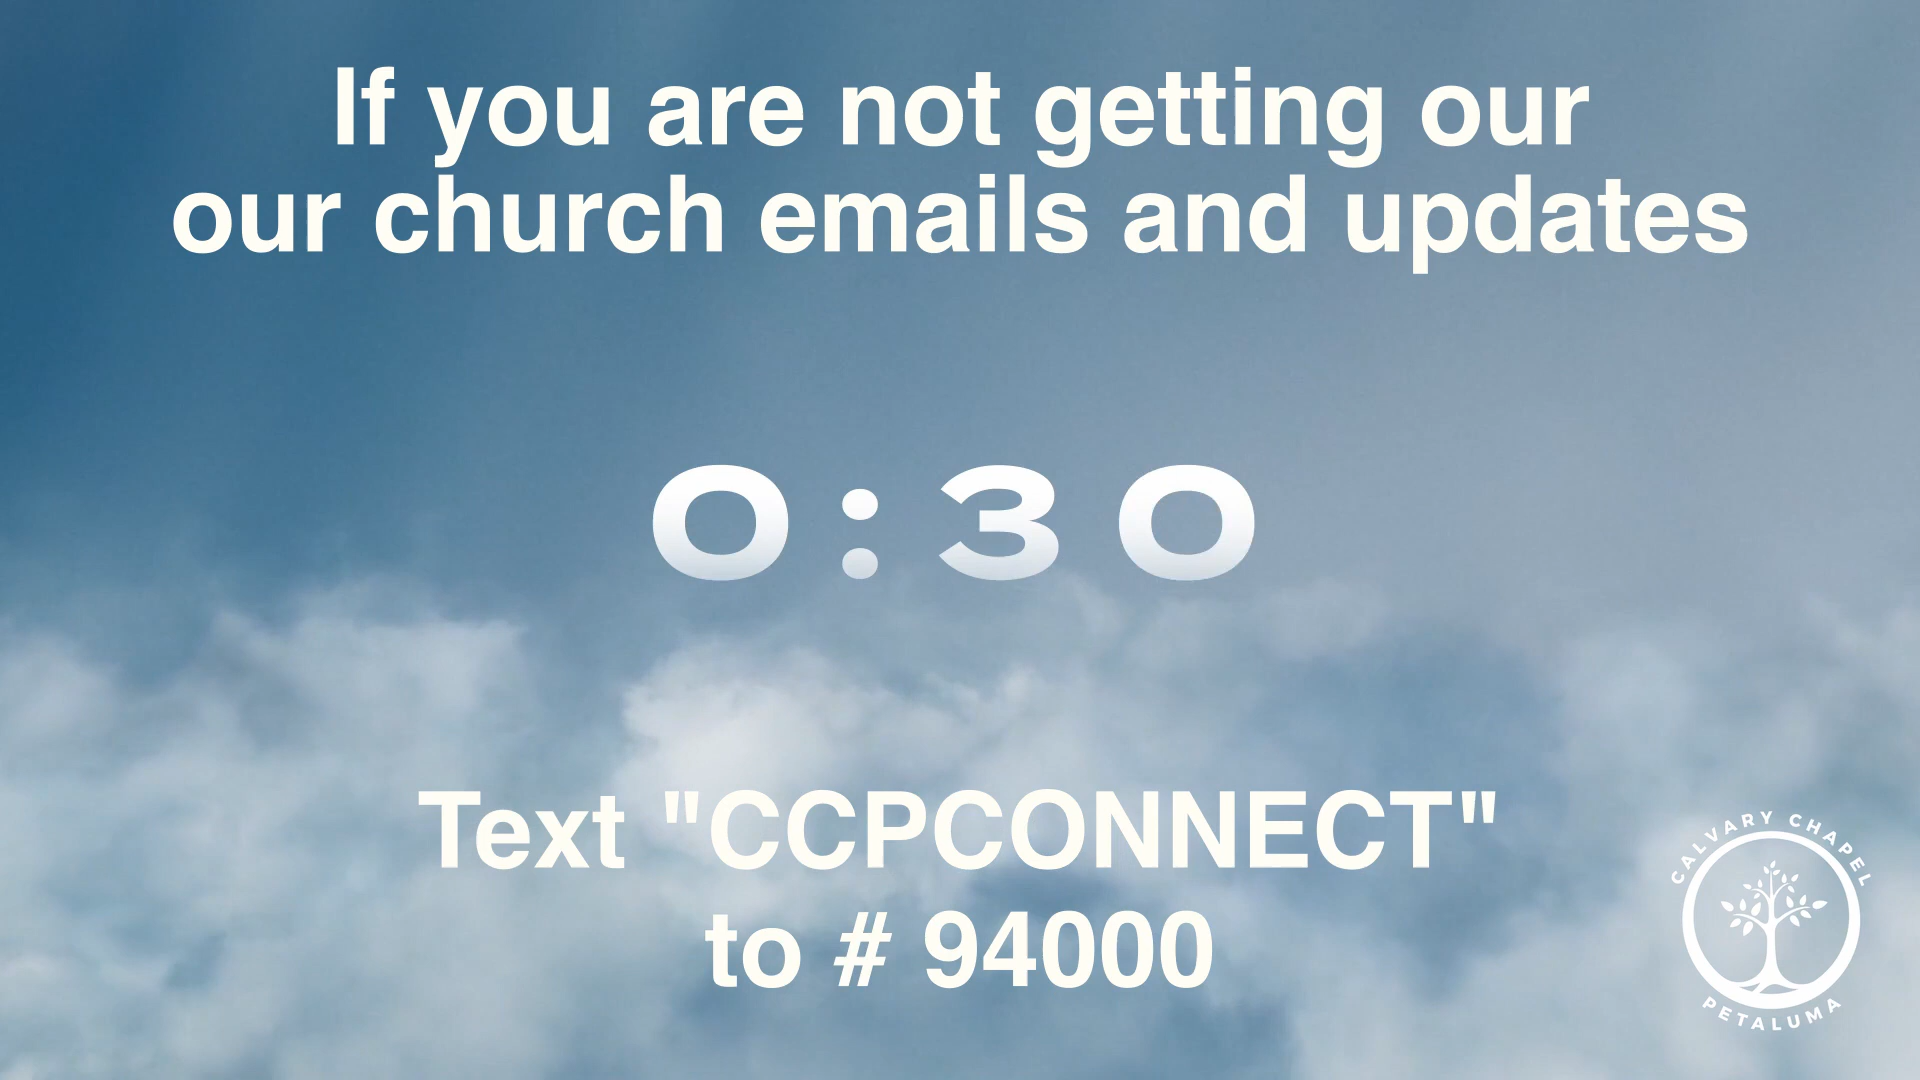 If you are not getting our
our church emails and updates
0:30
Text "CCPCONNECT"
to # 94000
CALVARY CHAPEL
PETALUMA